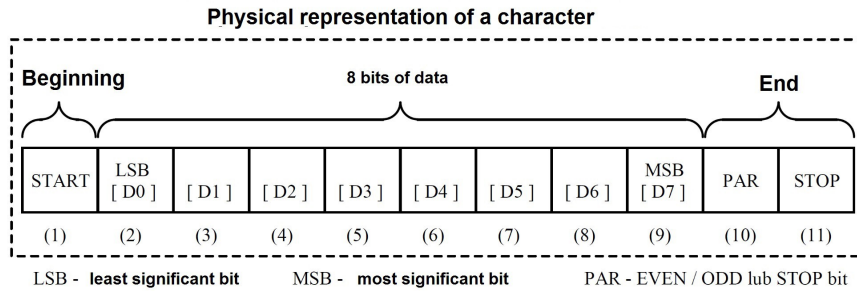 Physical representation of a character
Beginning
8 bits of data
End
START
LSB
[ D0 ]
[ D1 ]
[ D2 ]
[ D3 ]
[ D4 ]
[ D5 ]
[ D6 ]
MSB
[ D7 ]
PAR
STOP
(1) (2) (3) (4) (5) (6) (7) (8) (9) (10) (11)
LSB - least significant bit MSB - most significant bit PAR - EVEN / ODD lub STOP bit